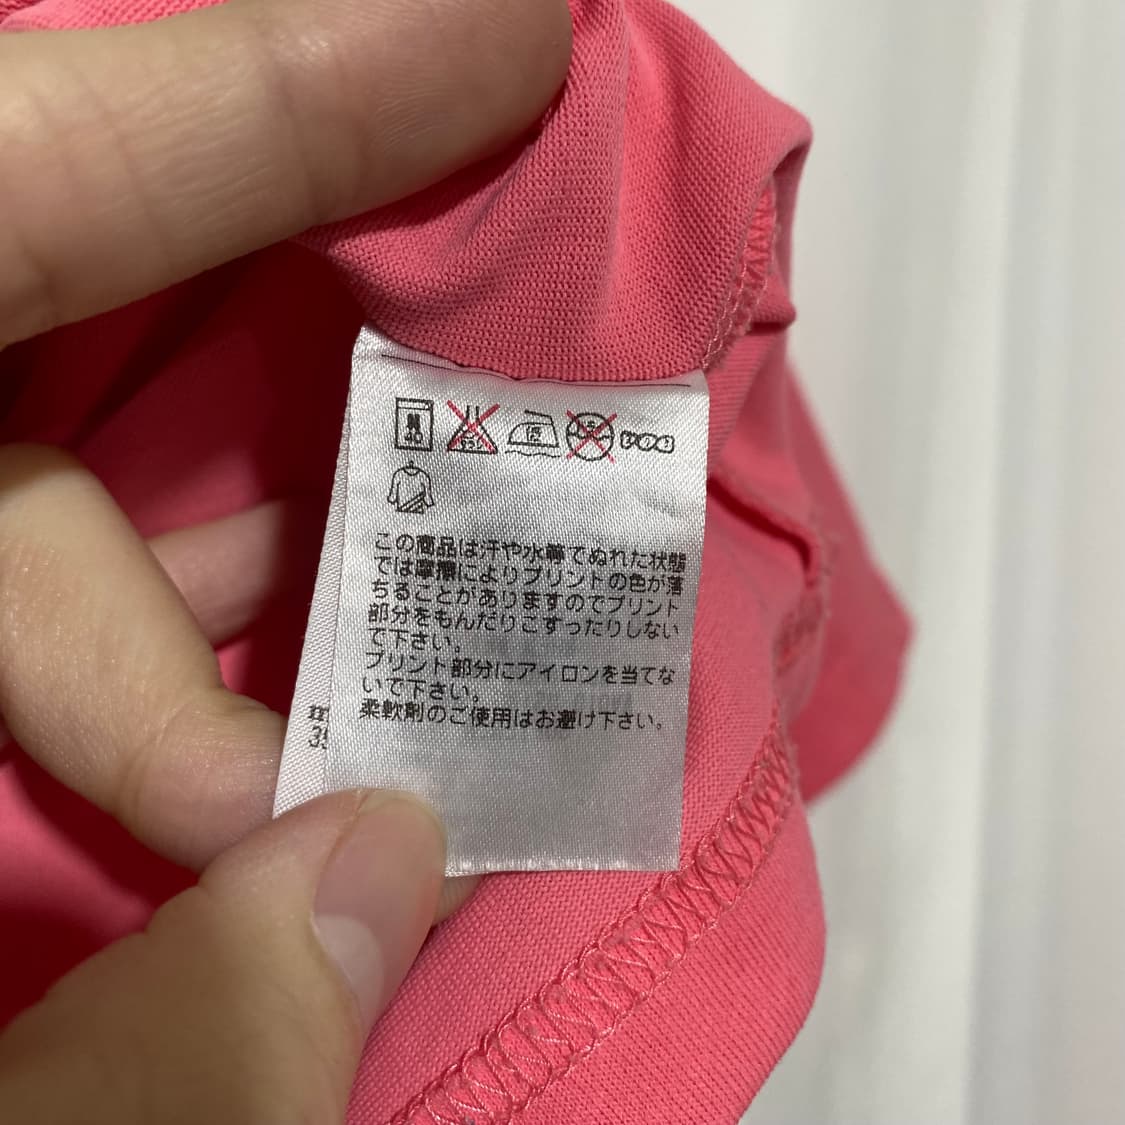 40
エンソ
低
この商品は汗や水等でぬれた状態
では摩擦によりプリントの色が落
ちることがありますのでプリント
部分をもんだりこすったりしない
で下さい。
プリント部分にアイロンを当てな
いで下さい。
柔軟剤のご使用はお避け下さい。